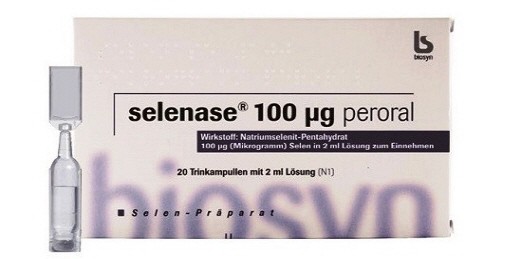 biosyn
selenase® 100 µg peroral
Wirkstoff: Natriumselenit-Pentahydrat
100 µg (Mikrogramm) Selen in 2 ml Lösung zum Einnehmen
20 Trinkampullen mit 2 ml Lösung (N1)
biosyn
Selen-Präparat